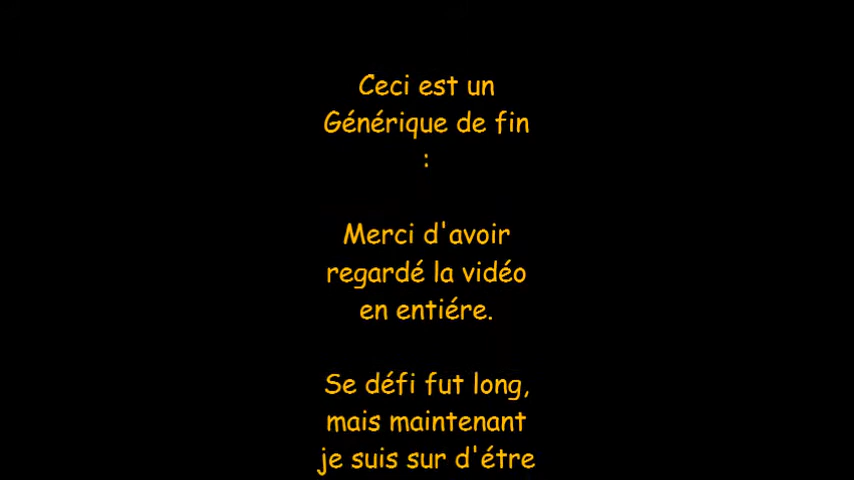 Ceci est un
Générique de fin
:
Merci d'avoir
regardé la vidéo
en entiére.
Se défi fut long,
mais maintenant
je suis sur d'étre